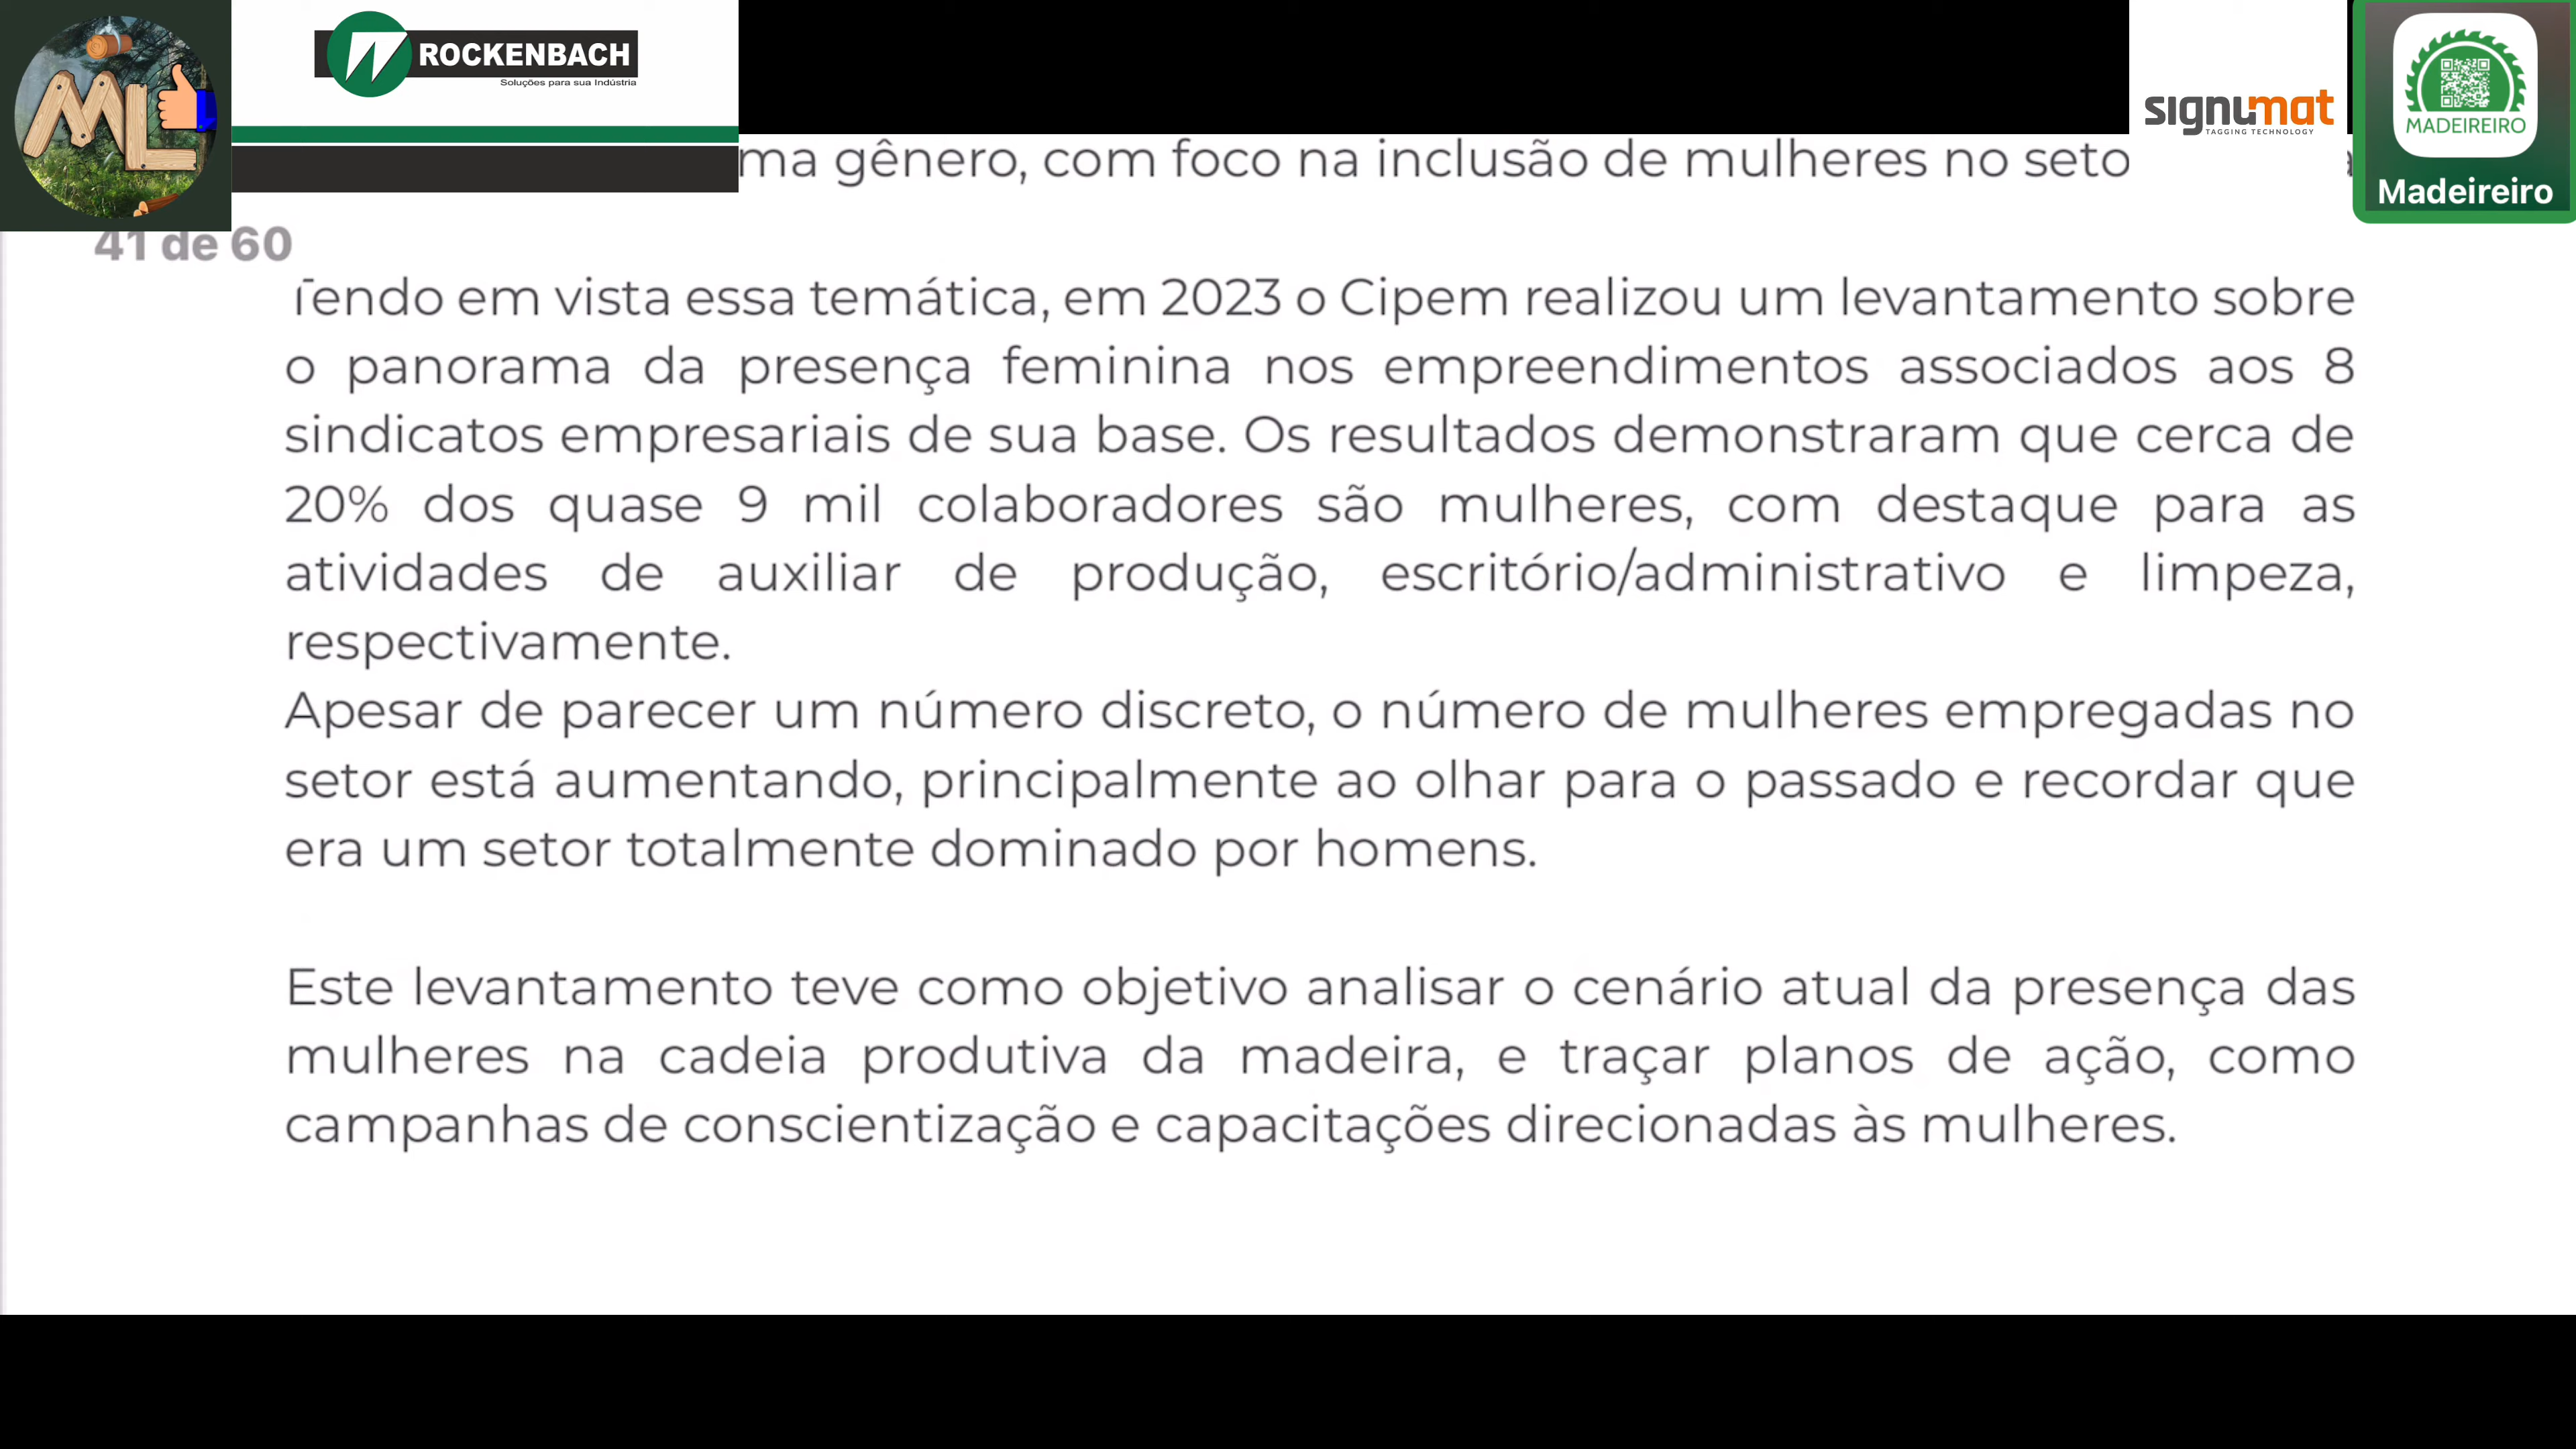 ML
ROCKENBACH
Soluções para sua Indústria
signumat
TAGGING TECHNOLOGY
MADEIREIRO
Madeireiro
gênero, com foco na inclusão de mulheres no
41 de 60
Tendo em vista essa temática, em 2023 o Cipem realizou um levantamento sobre
o panorama da presença feminina nos empreendimentos associados aos 8
sindicatos empresariais de sua base. Os resultados demonstraram que cerca de
20% dos quase 9 mil colaboradores são mulheres, com destaque para as
atividades de auxiliar de produção, escritório/administrativo e limpeza,
respectivamente.
Apesar de parecer um número discreto, o número de mulheres empregadas no
setor está aumentando, principalmente ao olhar para o passado e recordar que
era um setor totalmente dominado por homens.
Este levantamento teve como objetivo analisar o cenário atual da presença das
mulheres na cadeia produtiva da madeira, e traçar planos de ação, como
campanhas de conscientização e capacitações direcionadas às mulheres.